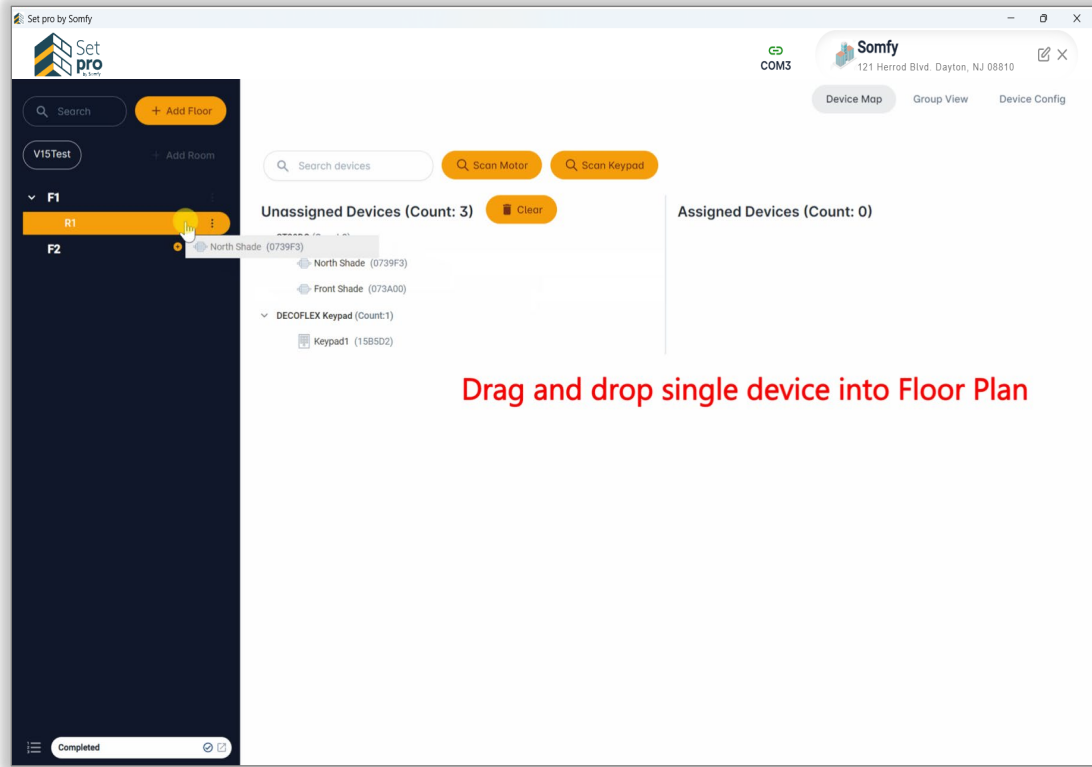 Set pro by Somfy
Set
pro
by Somfy
COM3
Somfy
121 Herrod Blvd. Dayton, NJ 08810
Search
+ Add Floor
Device Map
Group View
Device Config
V15Test
+ Add Room
Search devices
Scan Motor
Scan Keypad
F1
Unassigned Devices (Count: 3)
Clear
Assigned Devices (Count: 0)
R1
F2
North Shade (0739F3)
North Shade (0739F3)
Front Shade (073A00)
DECOFLEX Keypad (Count:1)
Keypad1 (15B5D2)
Drag and drop single device into Floor Plan
Completed